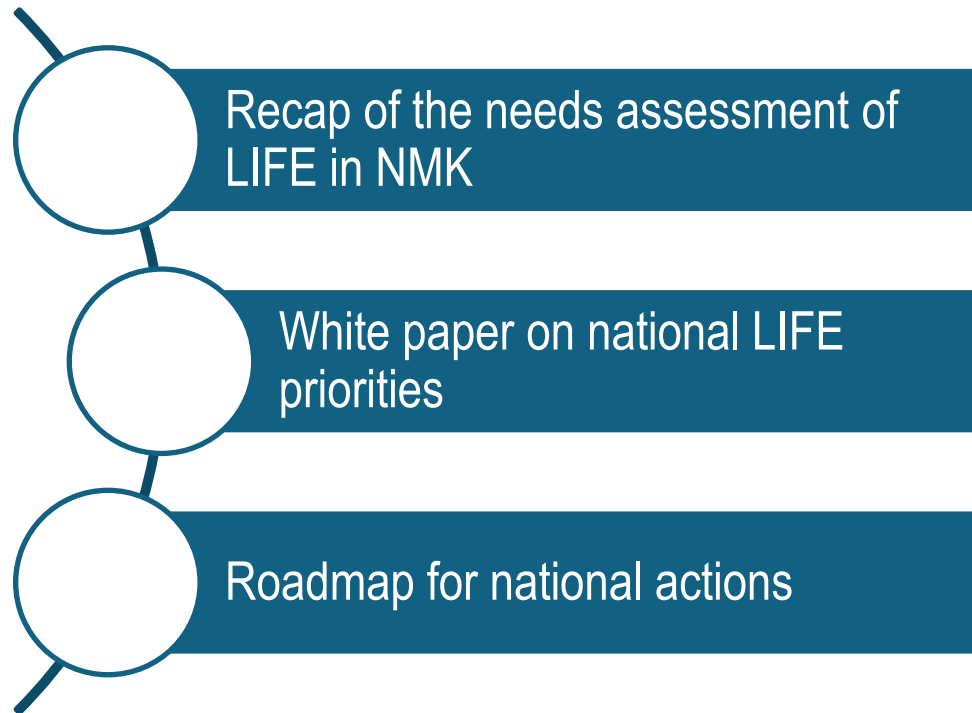 Recap of the needs assessment of
LIFE in NMK
White paper on national LIFE
priorities
Roadmap for national actions